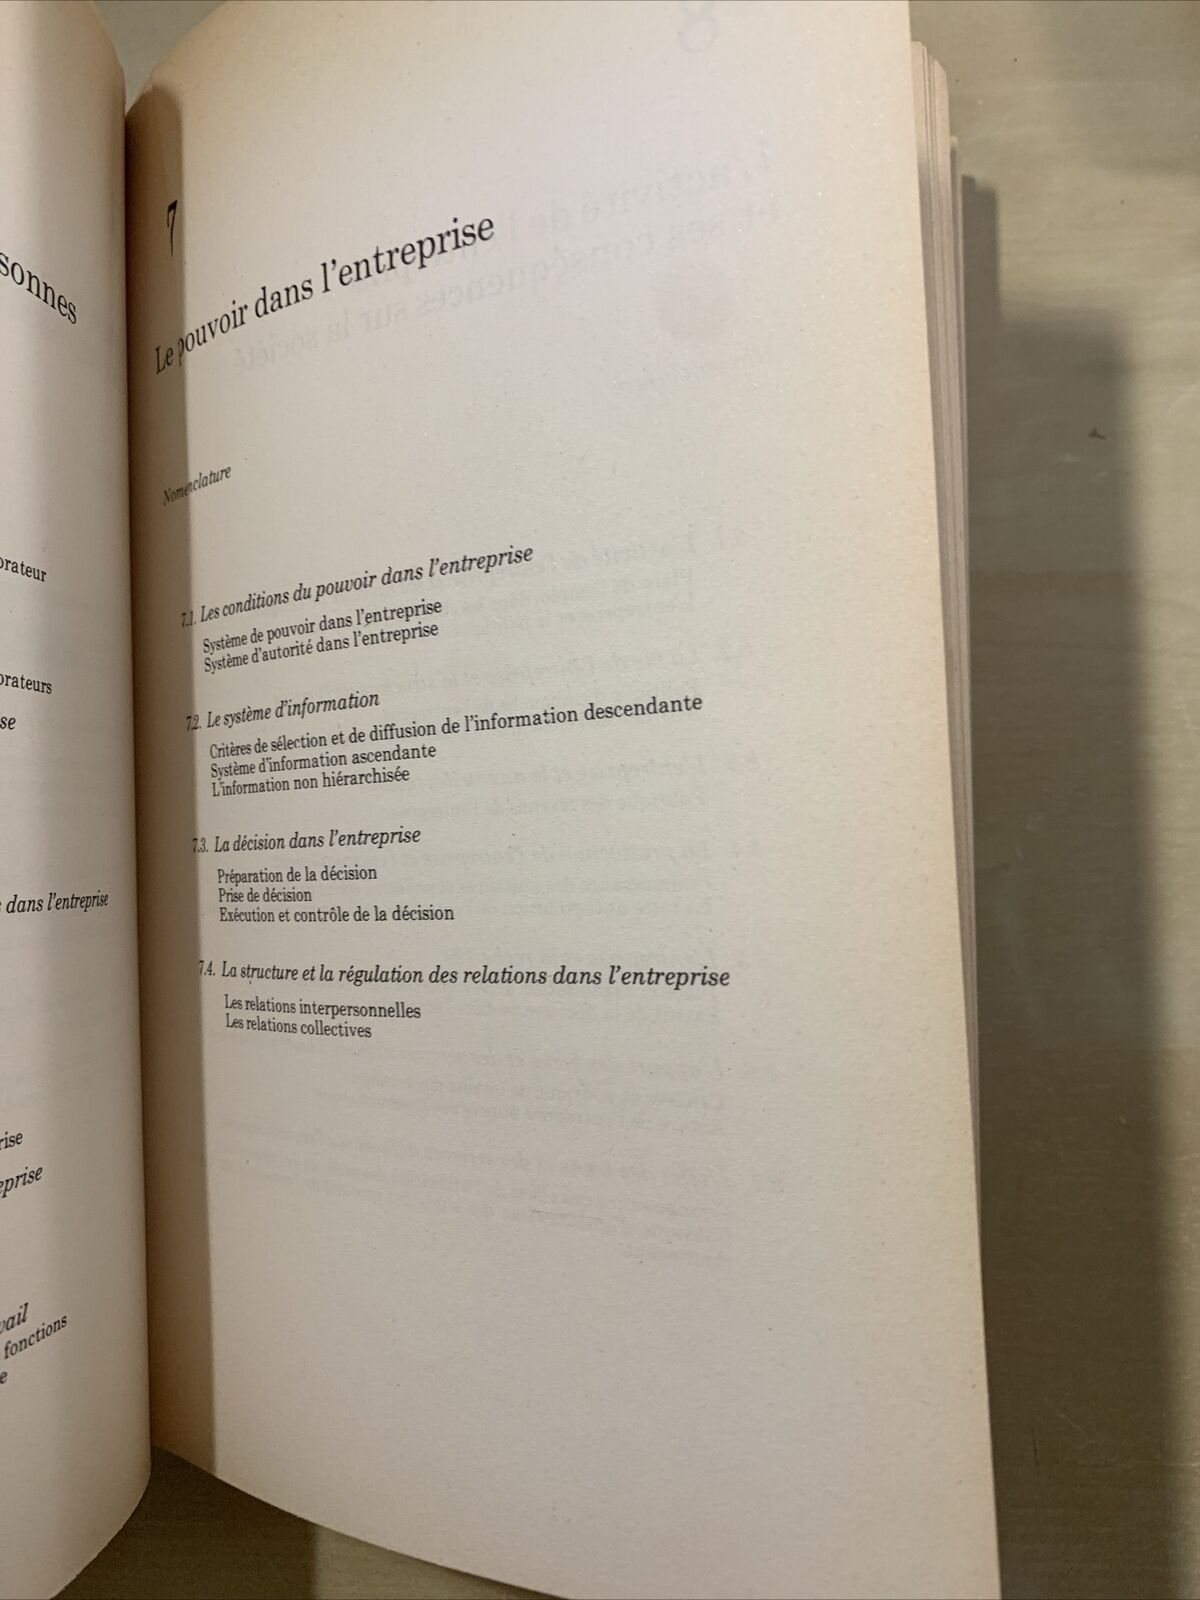 sonnes
orateur
orateurs
se
dans l'entreprise
rise
eprise
vail
fonctions
e
7
Le pouvoir dans l'entreprise
Nomenclature
7.1. Les conditions du pouvoir dans l'entreprise
Système de pouvoir dans l'entreprise
Système d'autorité dans l'entreprise
7.2. Le système d'information
Critères de sélection et de diffusion de l'information descendante
Système d'information ascendante
L'information non hiérarchisée
7.3. La décision dans l'entreprise
Préparation de la décision
Prise de décision
Exécution et contrôle de la décision
7.4. La structure et la régulation des relations dans l'entreprise
Les relations interpersonnelles
Les relations collectives